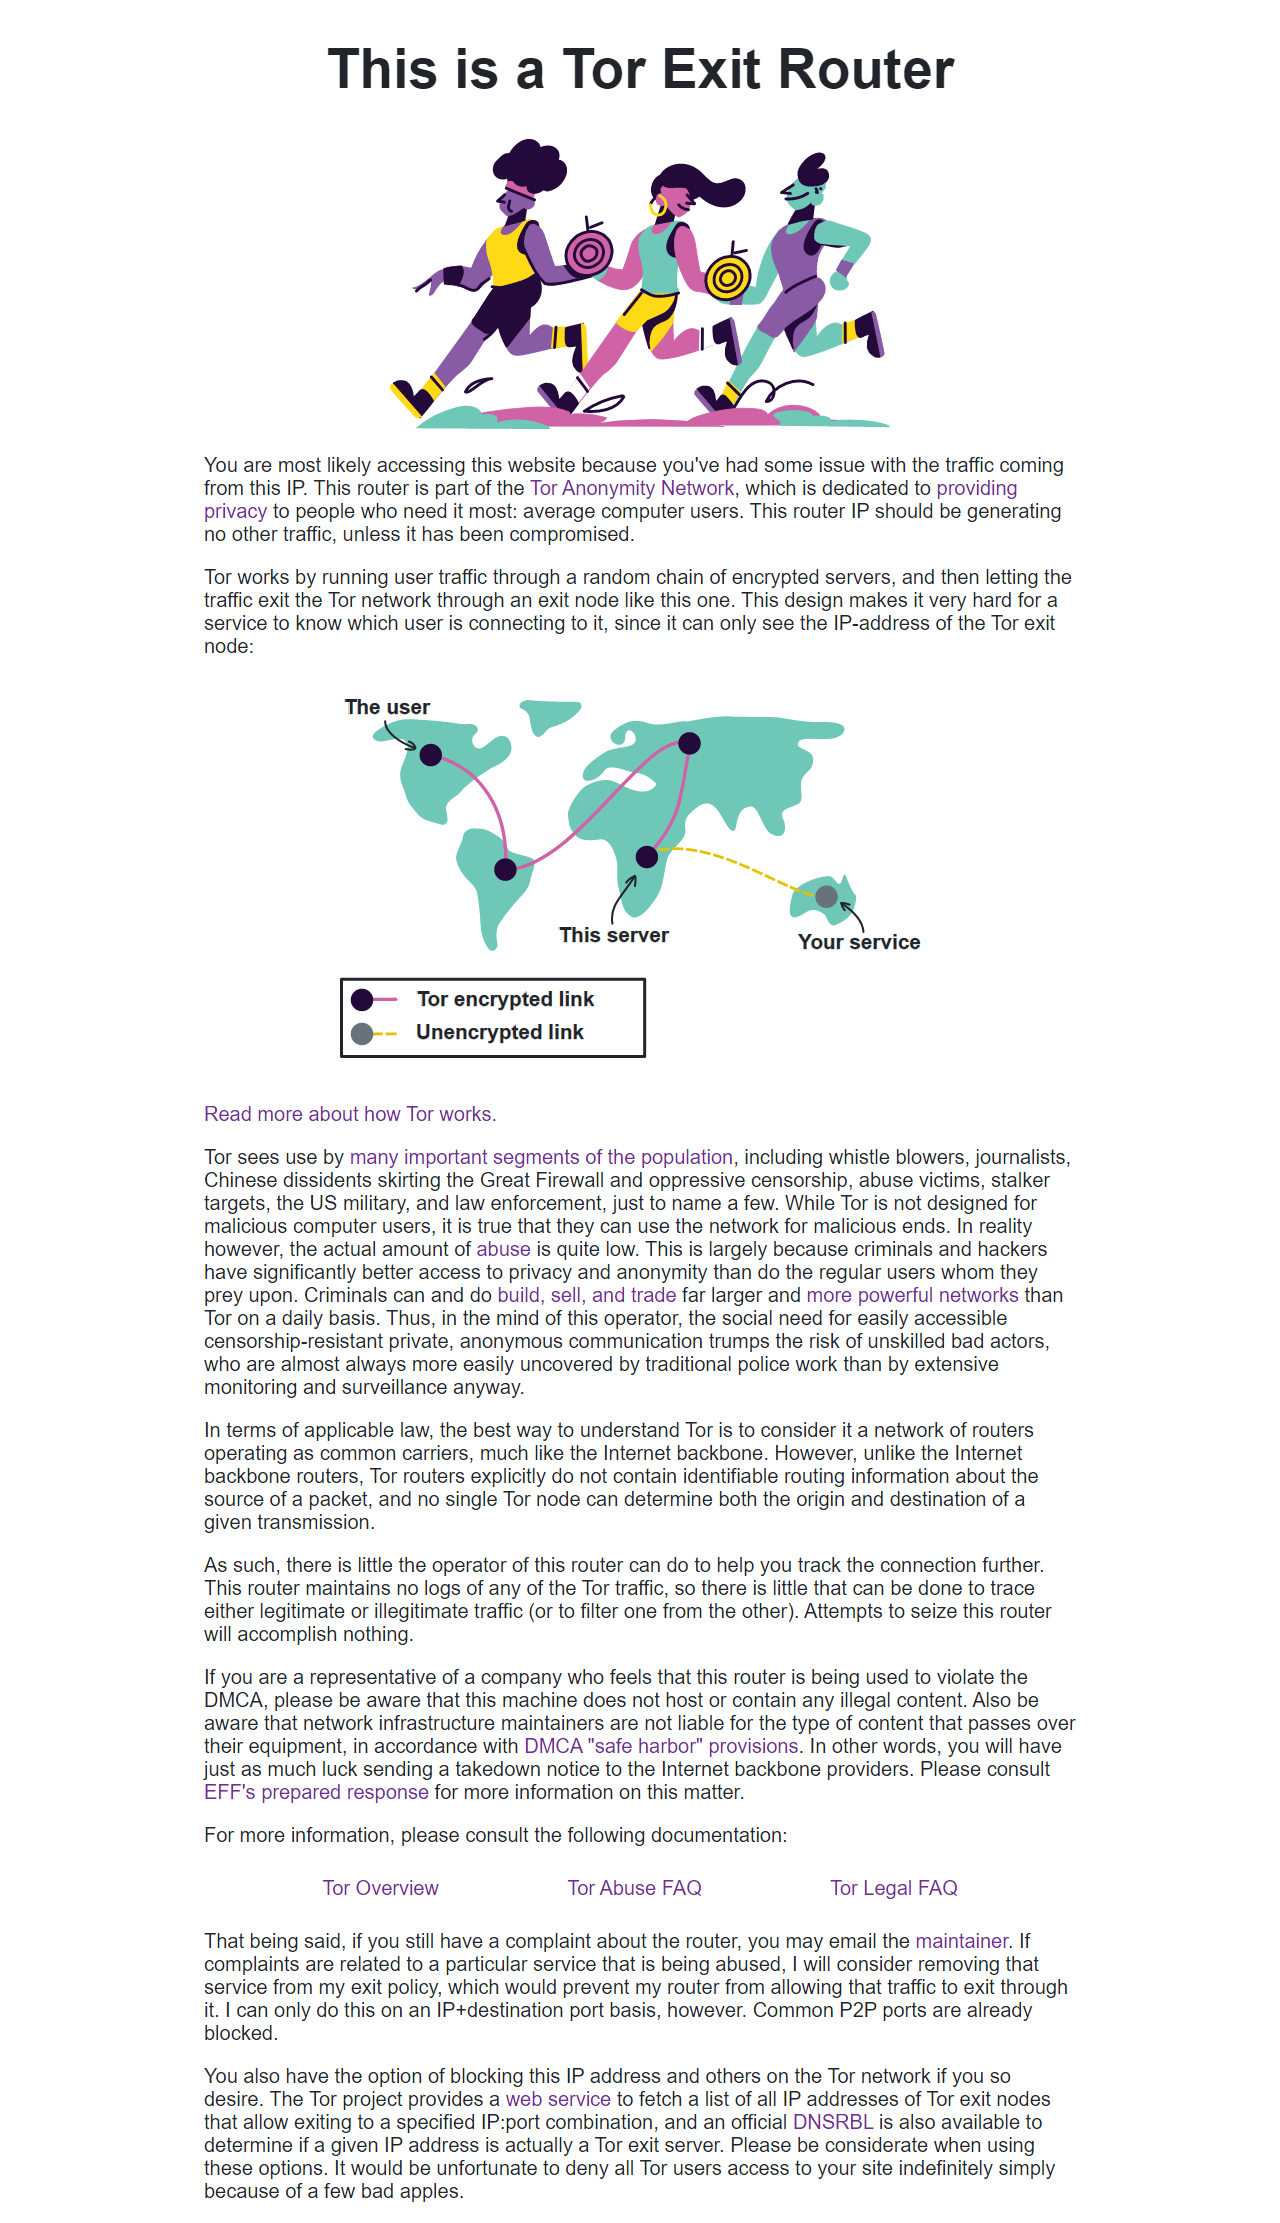 This is a Tor Exit Router
You are most likely accessing this website because you've had some issue with the traffic coming
from this IP. This router is part of the Tor Anonymity Network, which is dedicated to providing
privacy to people who need it most: average computer users. This router IP should be generating
no other traffic, unless it has been compromised.
Tor works by running user traffic through a random chain of encrypted servers, and then letting the
traffic exit the Tor network through an exit node like this one. This design makes it very hard for a
service to know which user is connecting to it, since it can only see the IP-address of the Tor exit
node:
The user
This server
Your service
Tor encrypted link
Unencrypted link
Read more about how Tor works.
Tor sees use by many important segments of the population, including whistle blowers, journalists,
Chinese dissidents skirting the Great Firewall and oppressive censorship, abuse victims, stalker
targets, the US military, and law enforcement, just to name a few. While Tor is not designed for
malicious computer users, it is true that they can use the network for malicious ends. In reality
however, the actual amount of abuse is quite low. This is largely because criminals and hackers
have significantly better access to privacy and anonymity than do the regular users whom they
prey upon. Criminals can and do build, sell, and trade far larger and more powerful networks than
Tor on a daily basis. Thus, in the mind of this operator, the social need for easily accessible
censorship-resistant private, anonymous communication trumps the risk of unskilled bad actors,
who are almost always more easily uncovered by traditional police work than by extensive
monitoring and surveillance anyway.
In terms of applicable law, the best way to understand Tor is to consider it a network of routers
operating as common carriers, much like the Internet backbone. However, unlike the Internet
backbone routers, Tor routers explicitly do not contain identifiable routing information about the
source of a packet, and no single Tor node can determine both the origin and destination of a
given transmission.
As such, there is little the operator of this router can do to help you track the connection further.
This router maintains no logs of any of the Tor traffic, so there is little that can be done to trace
either legitimate or illegitimate traffic (or to filter one from the other). Attempts to seize this router
will accomplish nothing.
If you are a representative of a company who feels that this router is being used to violate the
DMCA, please be aware that this machine does not host or contain any illegal content. Also be
aware that network infrastructure maintainers are not liable for the type of content that passes over
their equipment, in accordance with DMCA "safe harbor" provisions. In other words, you will have
just as much luck sending a takedown notice to the Internet backbone providers. Please consult
EFF's prepared response for more information on this matter.
For more information, please consult the following documentation:
Tor Overview Tor Abuse FAQ Tor Legal FAQ
That being said, if you still have a complaint about the router, you may email the maintainer. If
complaints are related to a particular service that is being abused, I will consider removing that
service from my exit policy, which would prevent my router from allowing that traffic to exit through
it. I can only do this on an IP+destination port basis, however. Common P2P ports are already
blocked.
You also have the option of blocking this IP address and others on the Tor network if you so
desire. The Tor project provides a web service to fetch a list of all IP addresses of Tor exit nodes
that allow exiting to a specified IP:port combination, and an official DNSRBL is also available to
determine if a given IP address is actually a Tor exit server. Please be considerate when using
these options. It would be unfortunate to deny all Tor users access to your site indefinitely simply
because of a few bad apples.